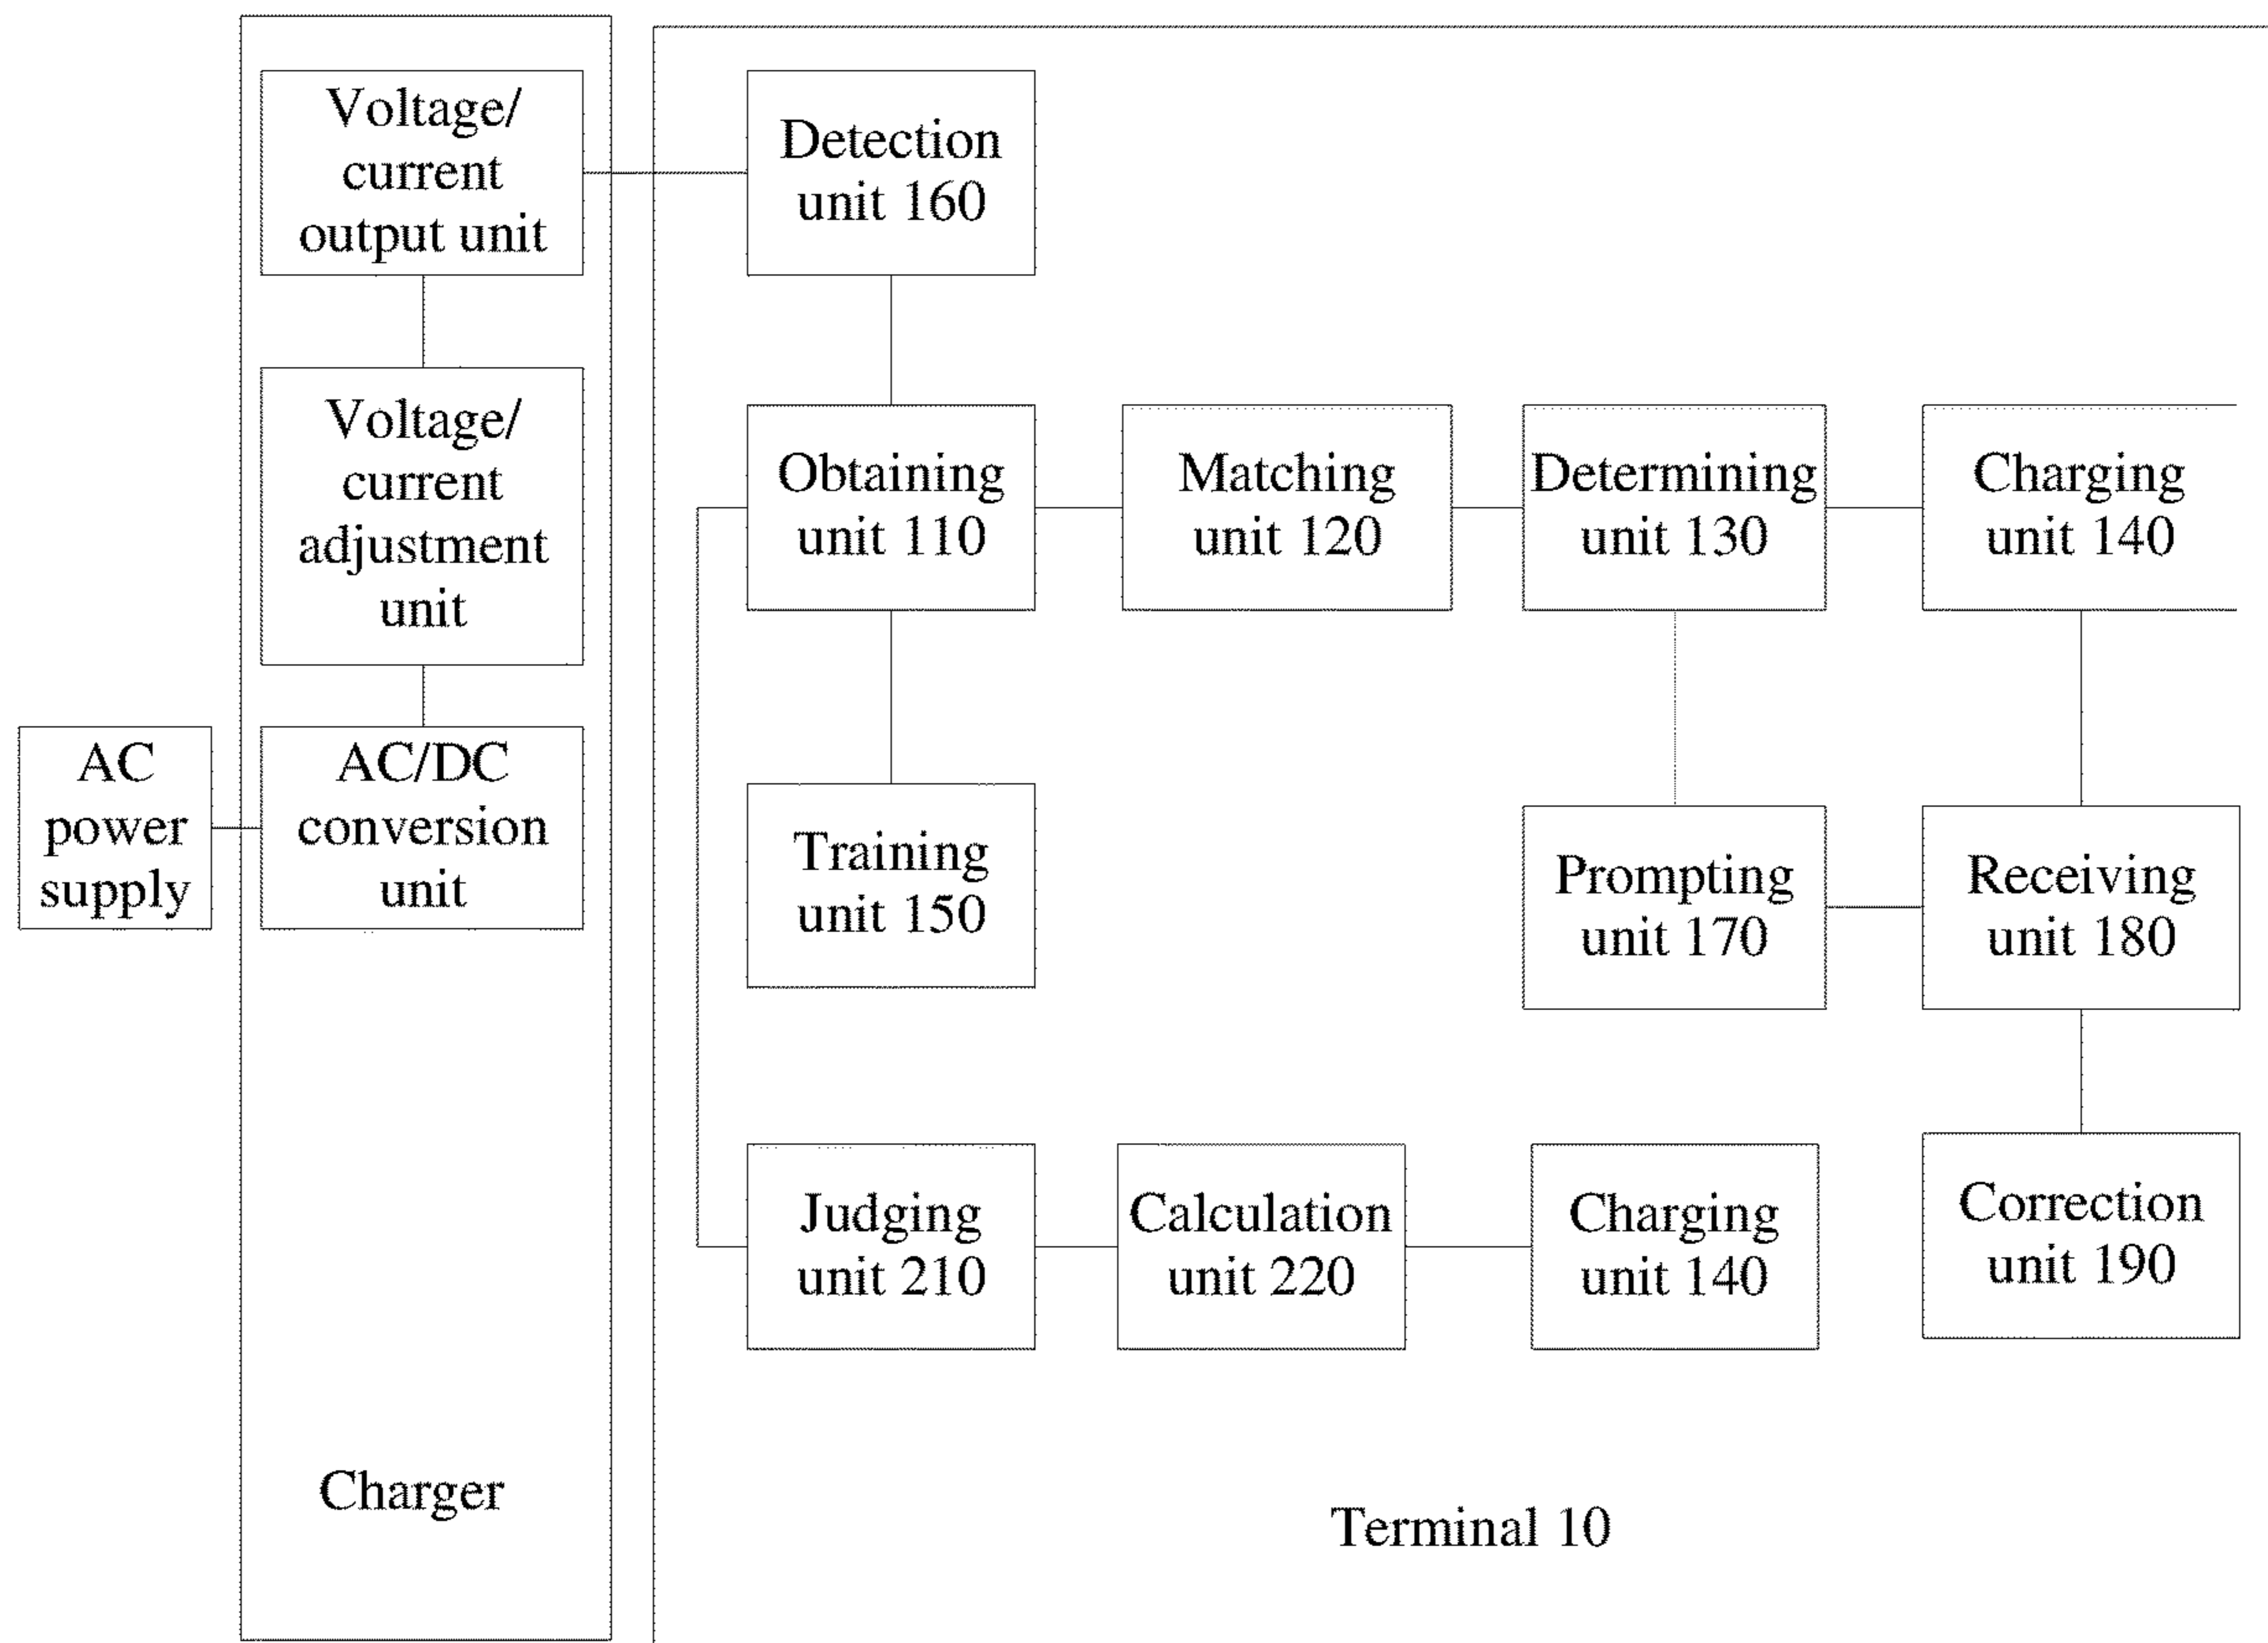 Voltage/
current
output unit
Voltage/
current
adjustment
unit
AC
power
supply
AC/DC
conversion
unit
Charger
Detection
unit 160
Obtaining
unit 110
Matching
unit 120
Determining
unit 130
Charging
unit 140
Training
unit 150
Prompting
unit 170
Receiving
unit 180
Judging
unit 210
Calculation
unit 220
Charging
unit 140
Correction
unit 190
Terminal 10